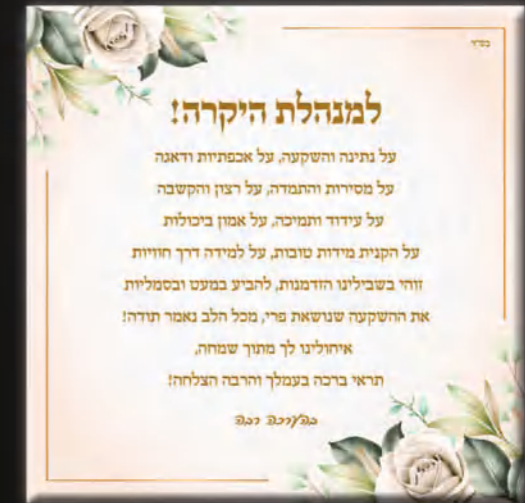 בס"ד
למנהלת היקרה!
על נתינה והשקעה, על אכפתיות ודאגה
על מסירות והתמדה, על רצון והקשבה
על עידוד ותמיכה, על אמון ביכולות
על הקנית מידות טובות, על למידה דרך חוויות
זוהי בשבילינו הזדמנות, להביע במעט ובסמליות
את ההשקעה שנושאת פרי, מכל הלב נאמר תודה!
איחולינו לך מתוך שמחה,
תראי ברכה בעמלך והרבה הצלחה!
בהערכה רבה